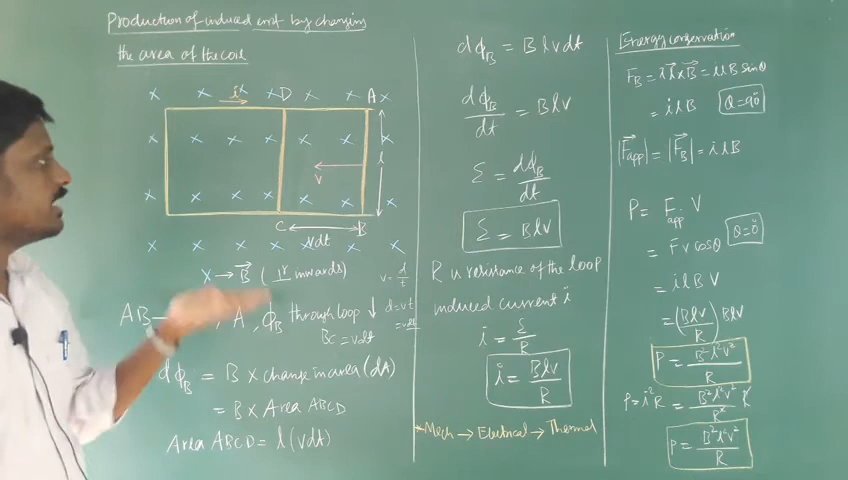 Production of induced emf by changing
the area of the coil
i
D
A
l
v
C
B
vdt
X → B⃗ (⊥r inwards)
v = d/t
AB
A, ϕB through loop ↓
d = vt
= vdt
BC = vdt
dϕB = B × change in area (dA)
= B × Area ABCD
Area ABCD = l(vdt)
dϕB = Blvdt
dϕB/dt = Blv
Ɛ = dϕB/dt
Ɛ = Blv
R is resistance of the loop
induced current i
i = Ɛ/R
i = Blv/R
*Mech → Electrical → Thermal
Energy conservation
FB = i l⃗ × B⃗ = ilB sinθ
= ilB
θ = 90°
|F⃗app| = |F⃗B| = ilB
P = Fapp . V
= Fv cosθ
θ = 0°
= ilBV
= (Blv/R) Blv
P = B²l²v²/R
P = i²R = B²l²v²/R² R
P = B²l²v²/R